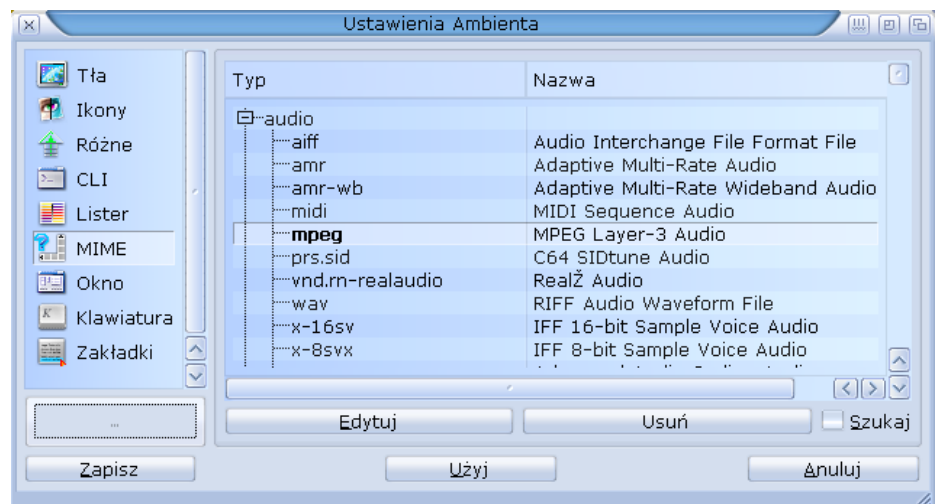 Ustawienia Ambienta
Tła
Ikony
Różne
CLI
Lister
MIME
Okno
Klawiatura
Zakładki
...
Typ Nazwa
audio
aiff Audio Interchange File Format File
amr Adaptive Multi-Rate Audio
amr-wb Adaptive Multi-Rate Wideband Audio
midi MIDI Sequence Audio
mpeg MPEG Layer-3 Audio
prs.sid C64 SIDtune Audio
vnd.rn-realaudio RealŽ Audio
wav RIFF Audio Waveform File
x-16sv IFF 16-bit Sample Voice Audio
x-8svx IFF 8-bit Sample Voice Audio
Edytuj Usuń Szukaj
Zapisz Użyj Anuluj